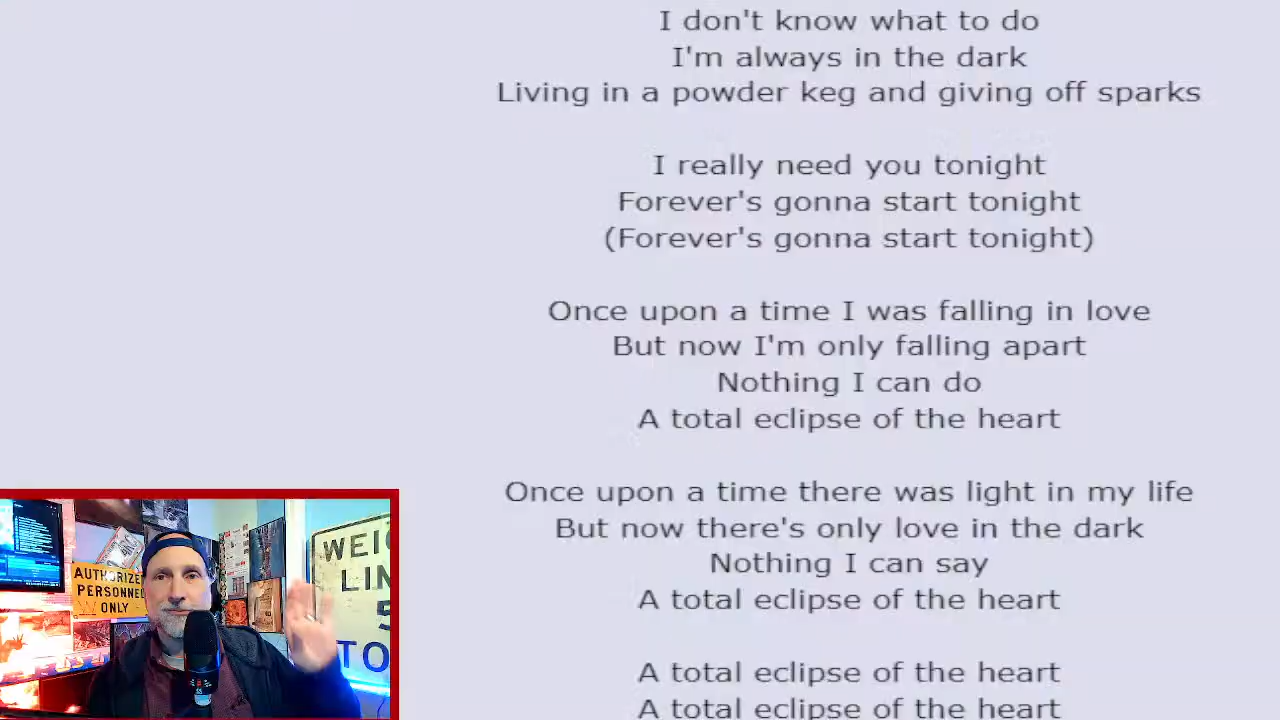 I don't know what to do
I'm always in the dark
Living in a powder keg and giving off sparks
I really need you tonight
Forever's gonna start tonight
(Forever's gonna start tonight)
Once upon a time I was falling in love
But now I'm only falling apart
Nothing I can do
A total eclipse of the heart
Once upon a time there was light in my life
But now there's only love in the dark
Nothing I can say
A total eclipse of the heart
A total eclipse of the heart
A total eclipse of the heart
AUTHORIZE
PERSONNEL
ONLY
WEIG
LIN
5
TO